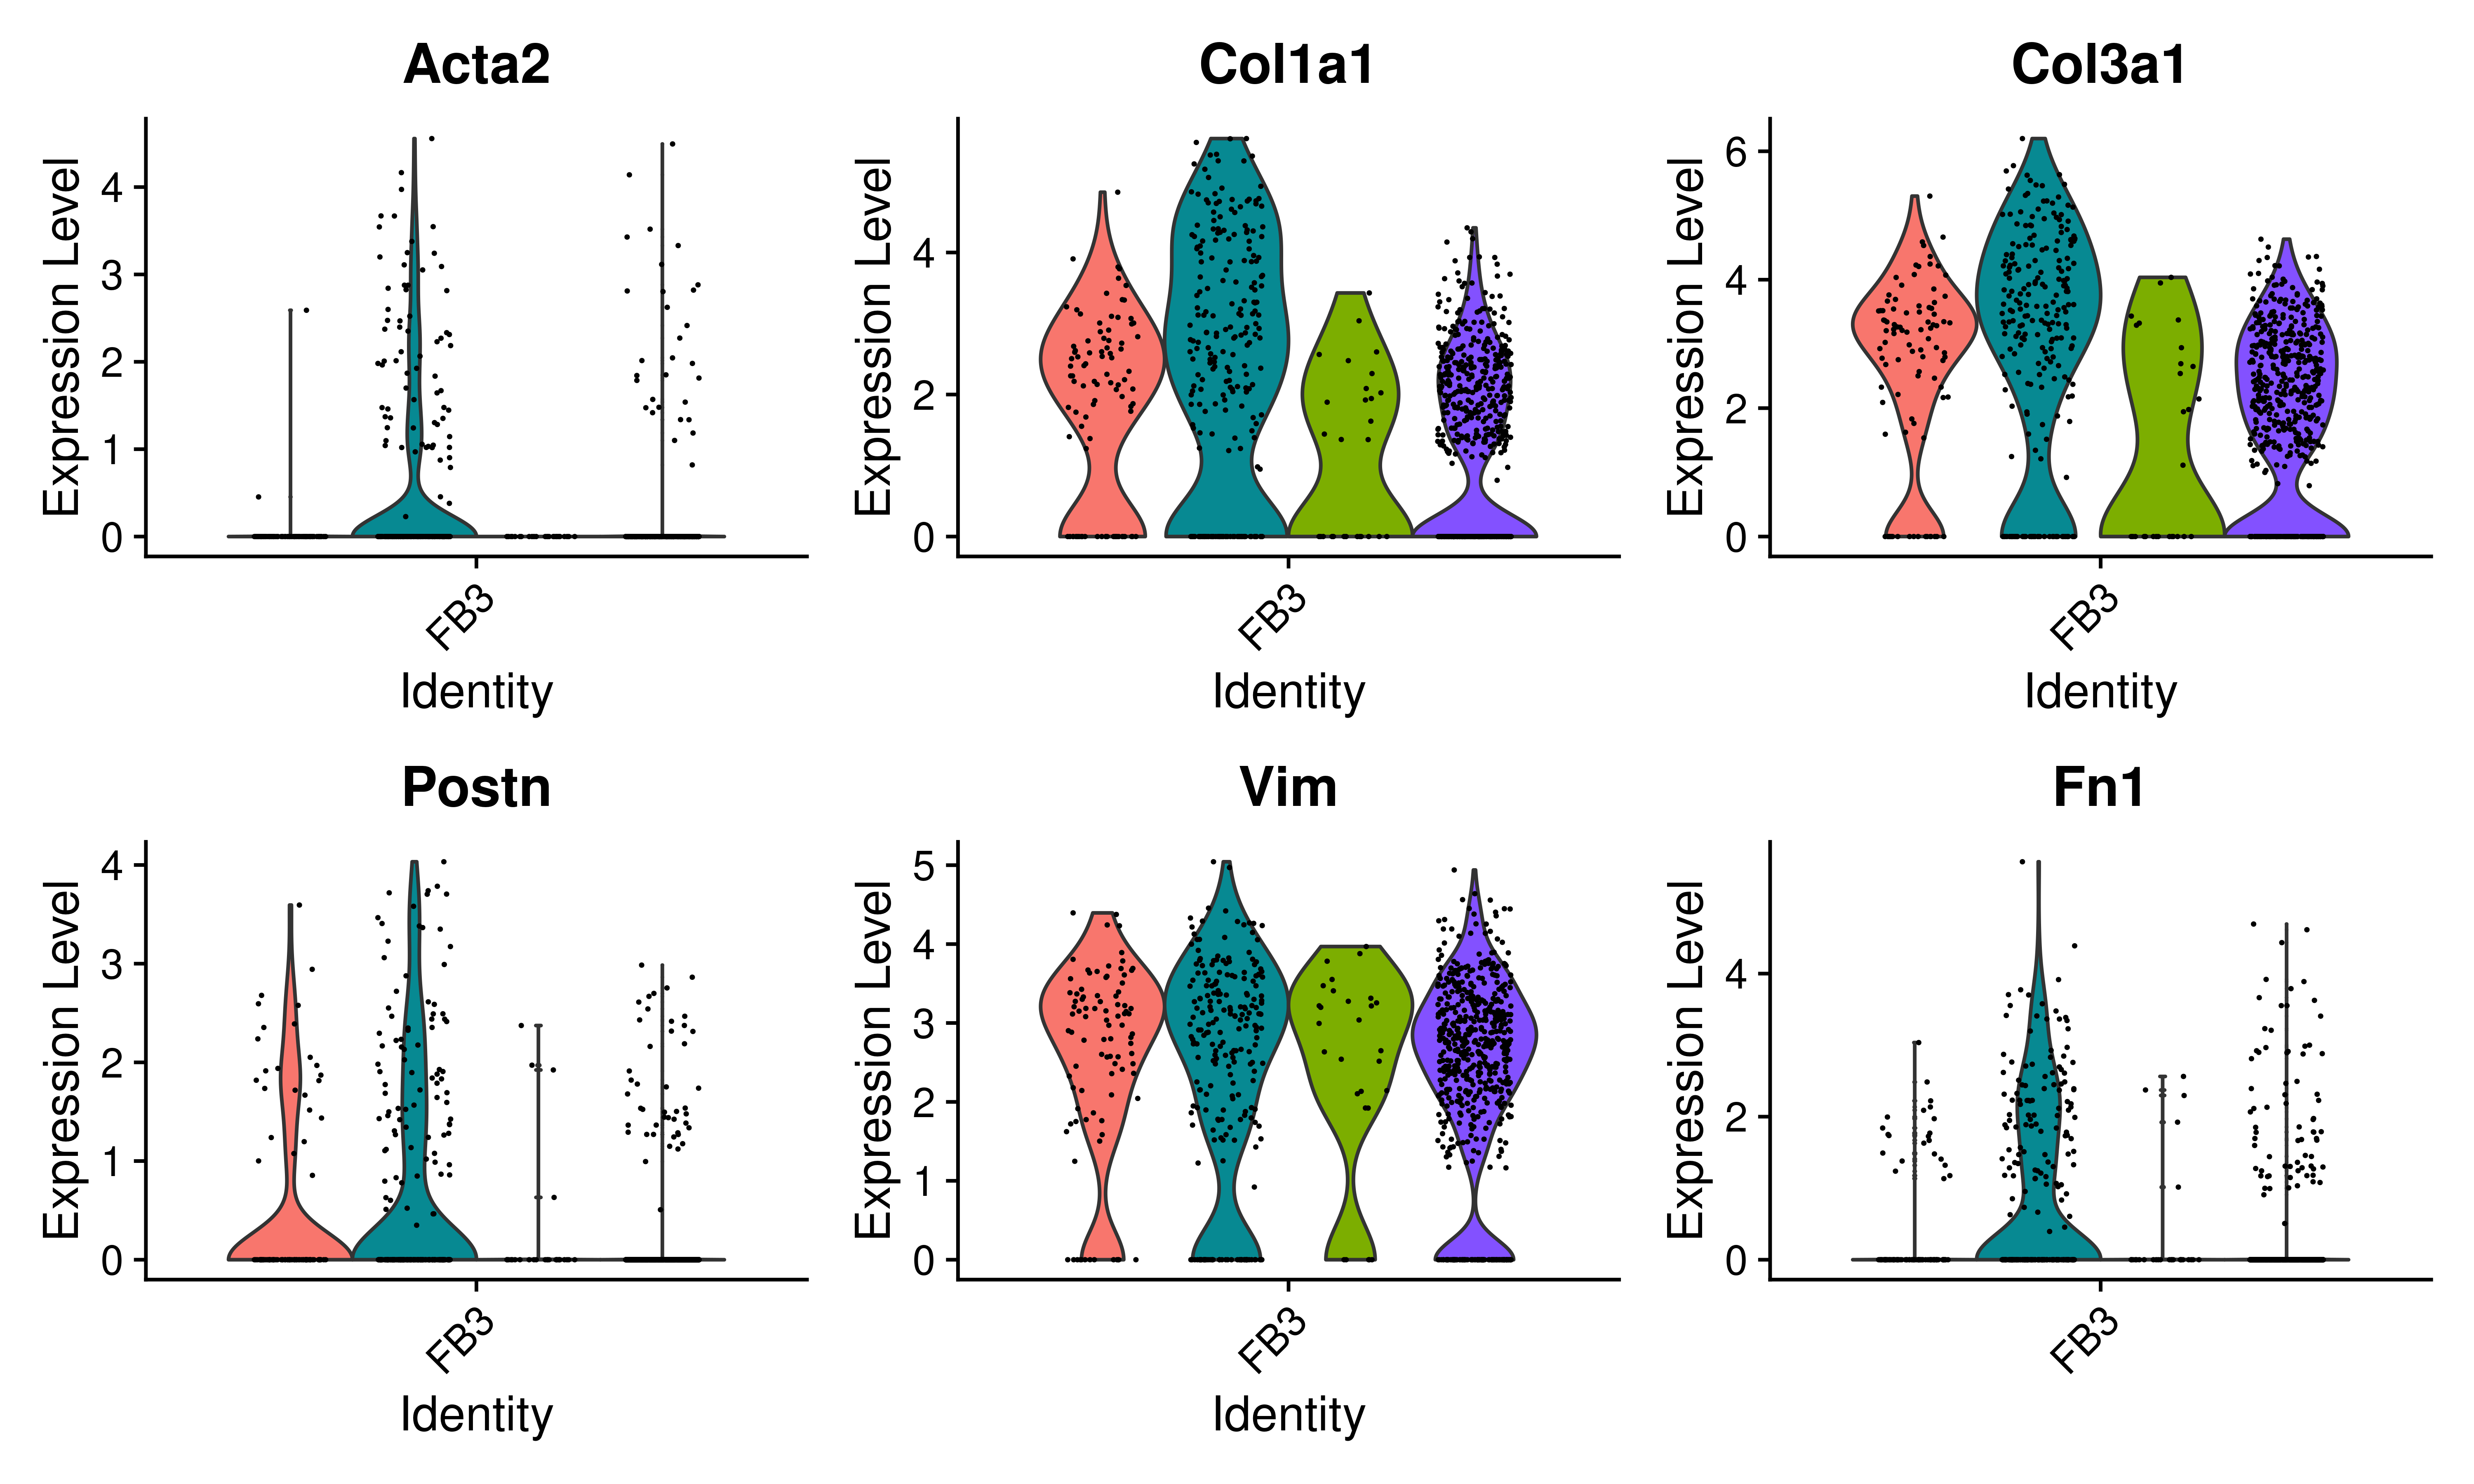 Acta2 Col1a1 Col3a1
Expression Level Expression Level Expression Level
4 4 6
3 4
2 2 2
1
0 0 0
FB3 FB3 FB3
Identity Identity Identity
Postn Vim Fn1
Expression Level Expression Level Expression Level
4 5
3 4 4
2 3
1 2 2
0 1 0
0
FB3 FB3 FB3
Identity Identity